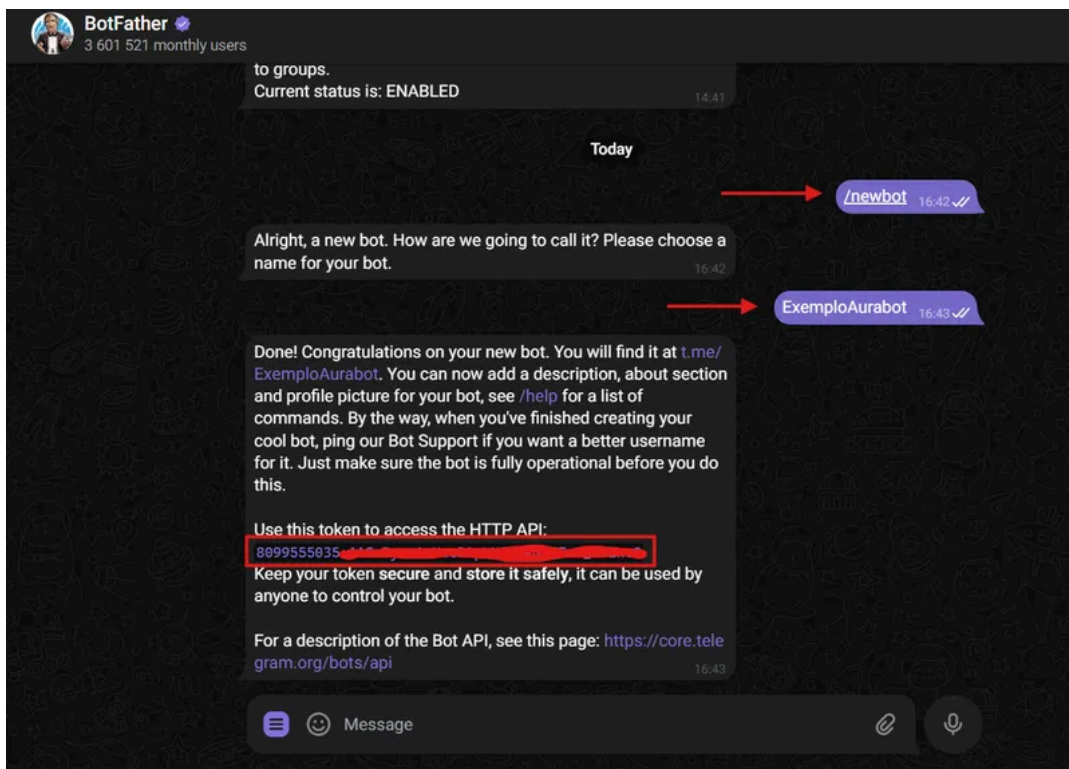 BotFather
3 601 521 monthly users
to groups.
Current status is: ENABLED
14:41
Today
/newbot 16:42
Alright, a new bot. How are we going to call it? Please choose a
name for your bot.
16:42
ExemploAurabot 16:43
Done! Congratulations on your new bot. You will find it at t.me/
ExemploAurabot. You can now add a description, about section
and profile picture for your bot, see /help for a list of
commands. By the way, when you've finished creating your
cool bot, ping our Bot Support if you want a better username
for it. Just make sure the bot is fully operational before you do
this.
Use this token to access the HTTP API:
8099555035
Keep your token secure and store it safely, it can be used by
anyone to control your bot.
For a description of the Bot API, see this page: https://core.tele
gram.org/bots/api
16:43
Message